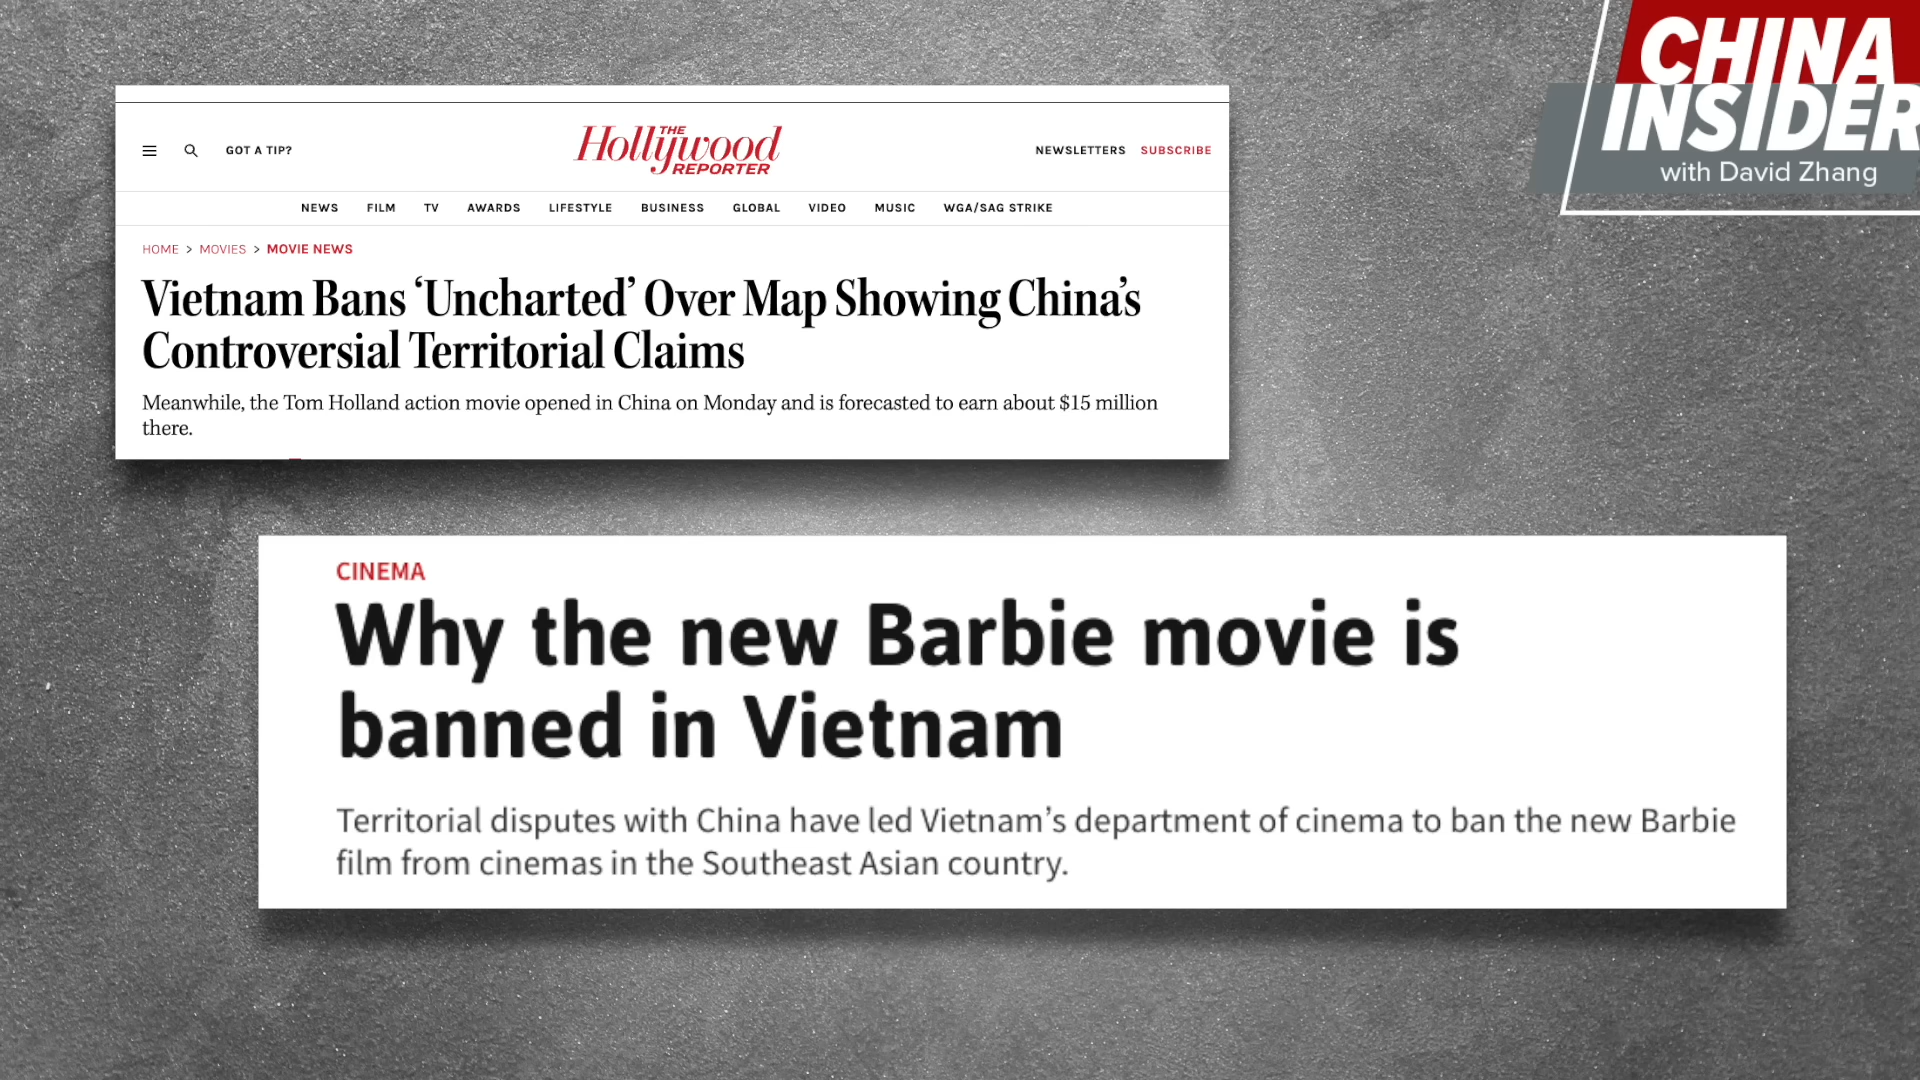 CHINA
INSIDER
with David Zhang
GOT A TIP?
THE
Hollywood
REPORTER
NEWSLETTERS SUBSCRIBE
NEWS FILM TV AWARDS LIFESTYLE BUSINESS GLOBAL VIDEO MUSIC WGA/SAG STRIKE
HOME > MOVIES > MOVIE NEWS
Vietnam Bans ‘Uncharted’ Over Map Showing China’s
Controversial Territorial Claims
Meanwhile, the Tom Holland action movie opened in China on Monday and is forecasted to earn about $15 million
there.
CINEMA
Why the new Barbie movie is
banned in Vietnam
Territorial disputes with China have led Vietnam’s department of cinema to ban the new Barbie
film from cinemas in the Southeast Asian country.